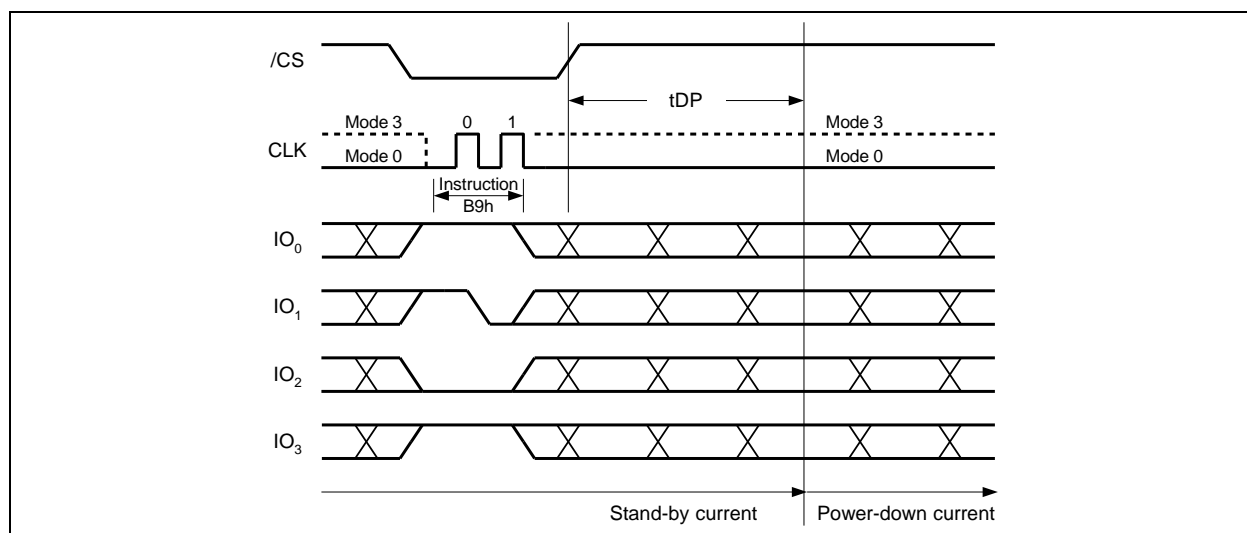 /CS
tDP
Mode 3 0 1 Mode 3
CLK
Mode 0 Mode 0
Instruction
B9h
IO₀
IO₁
IO₂
IO₃
Stand-by current Power-down current